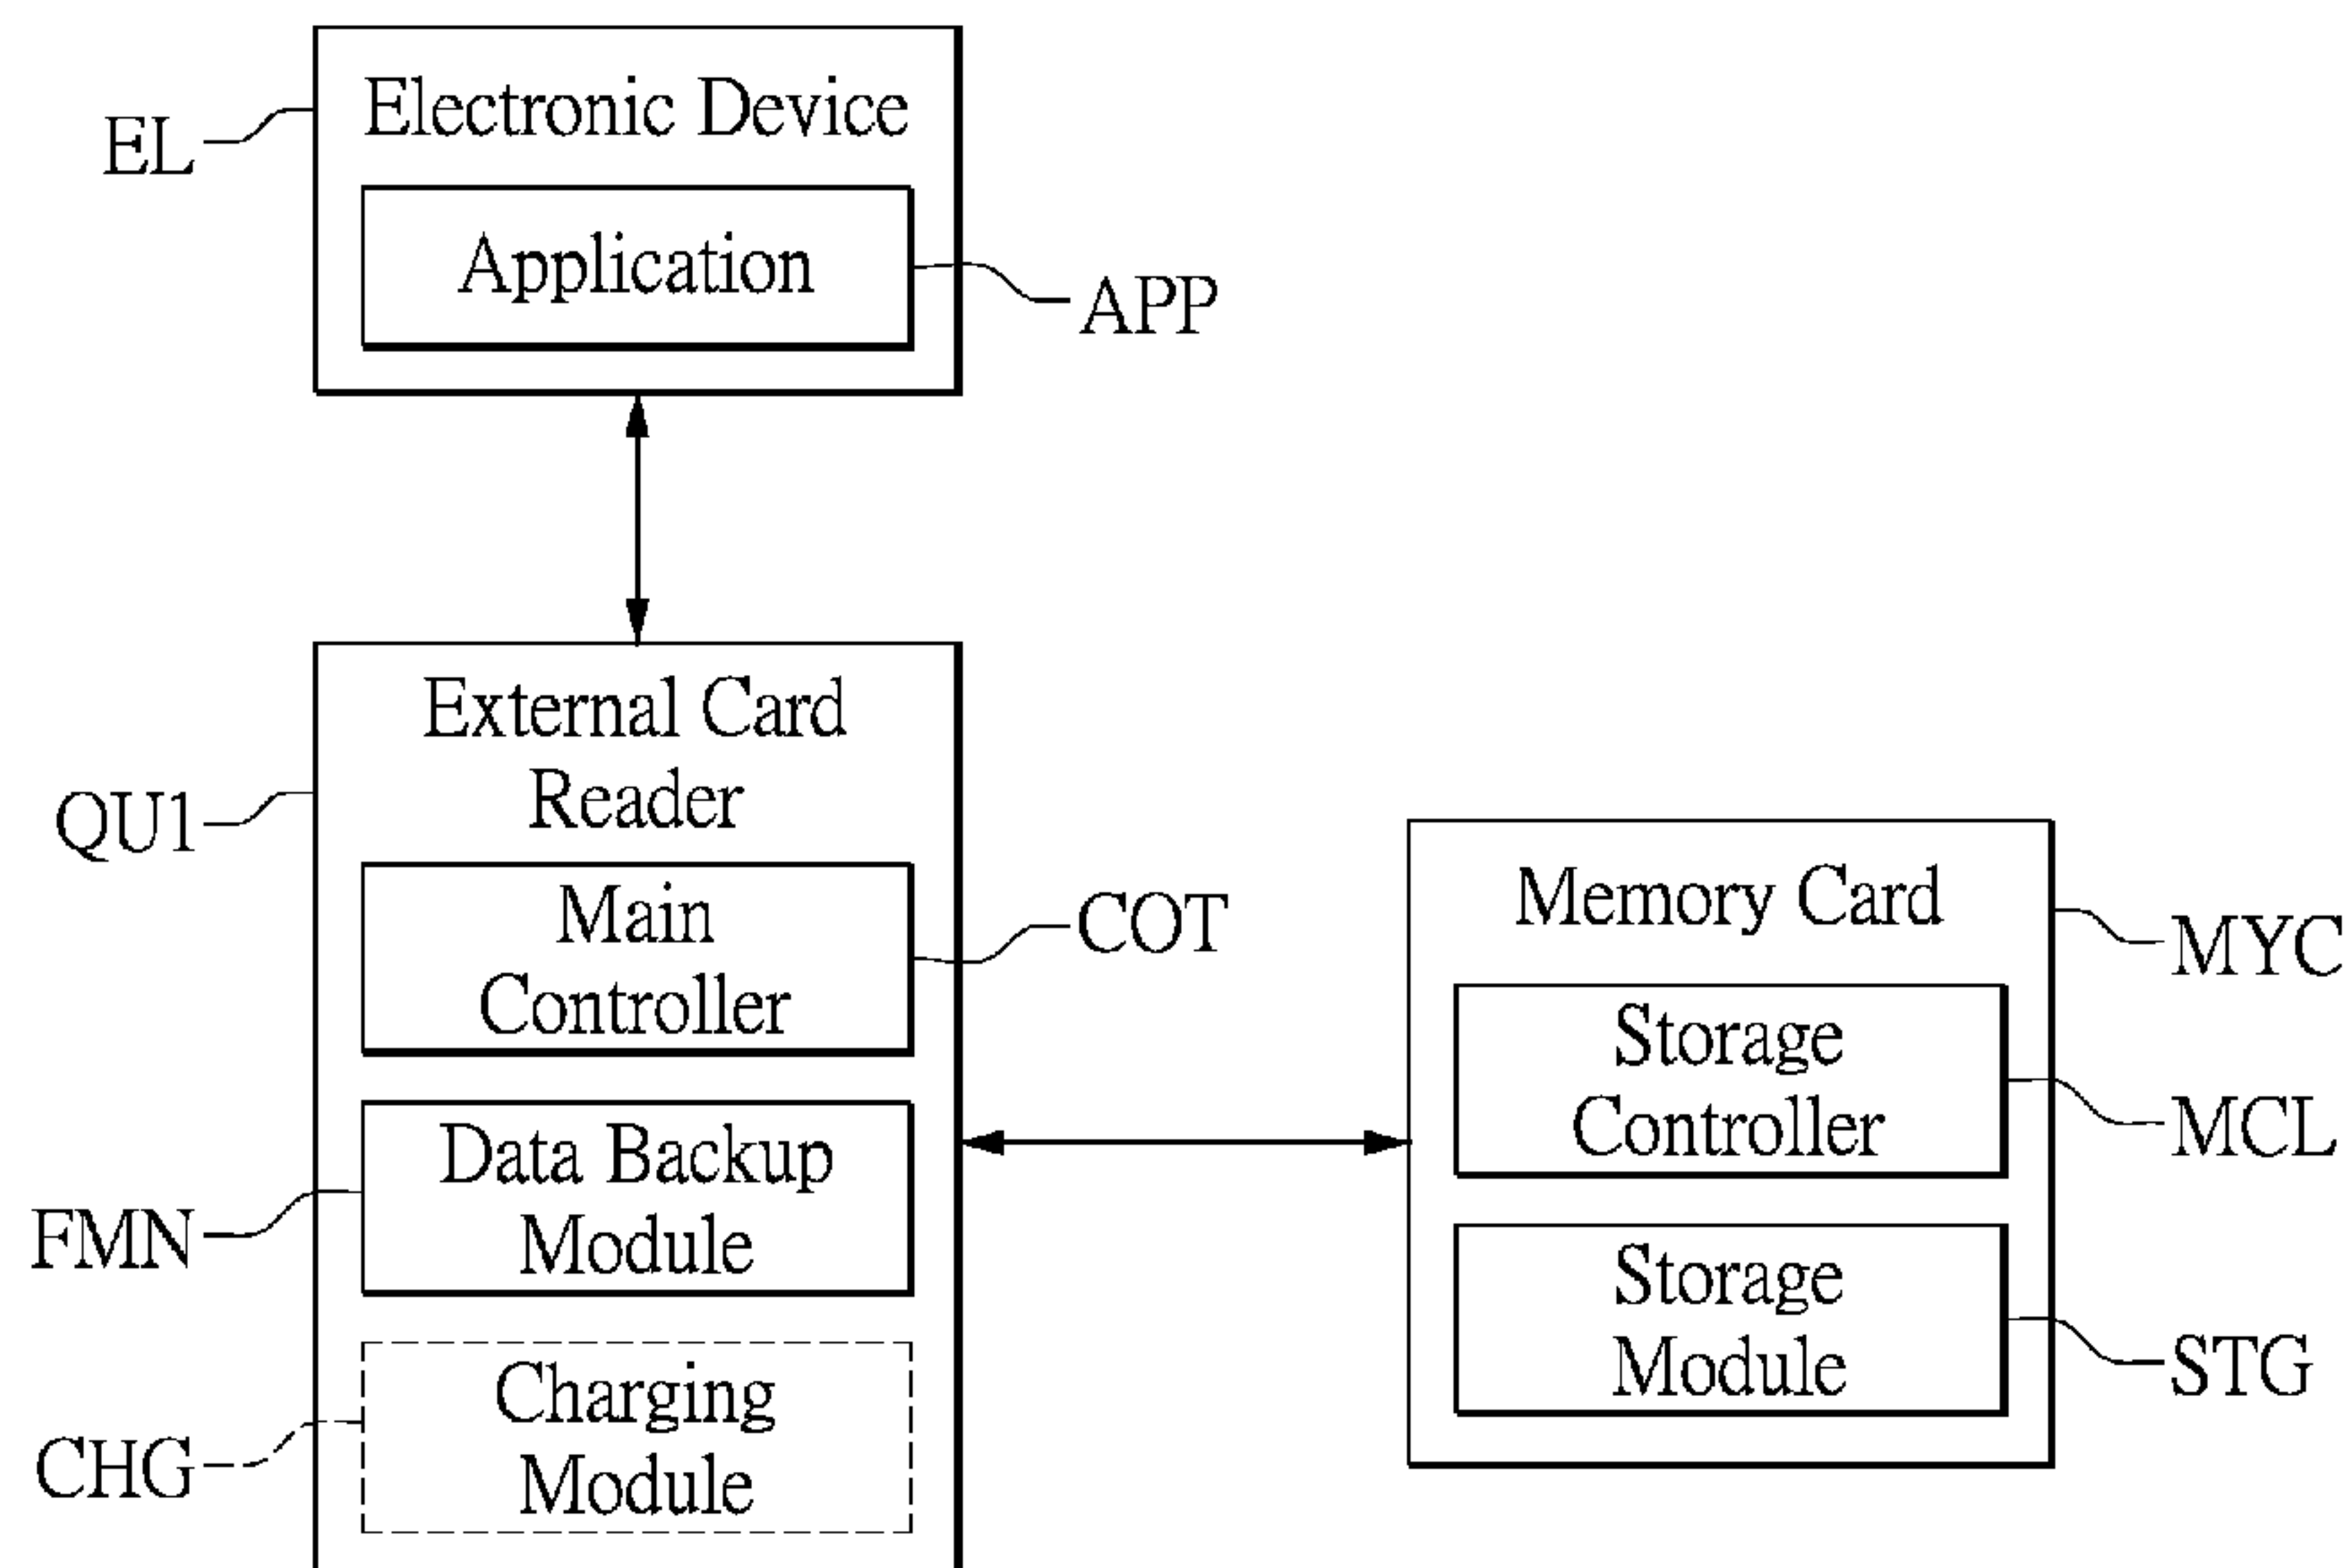 Electronic Device
EL
Application
APP
External Card
Reader
QU1
Main
Controller
COT
Data Backup
Module
FMN
Charging
Module
CHG
Memory Card
MYC
Storage
Controller
MCL
Storage
Module
STG